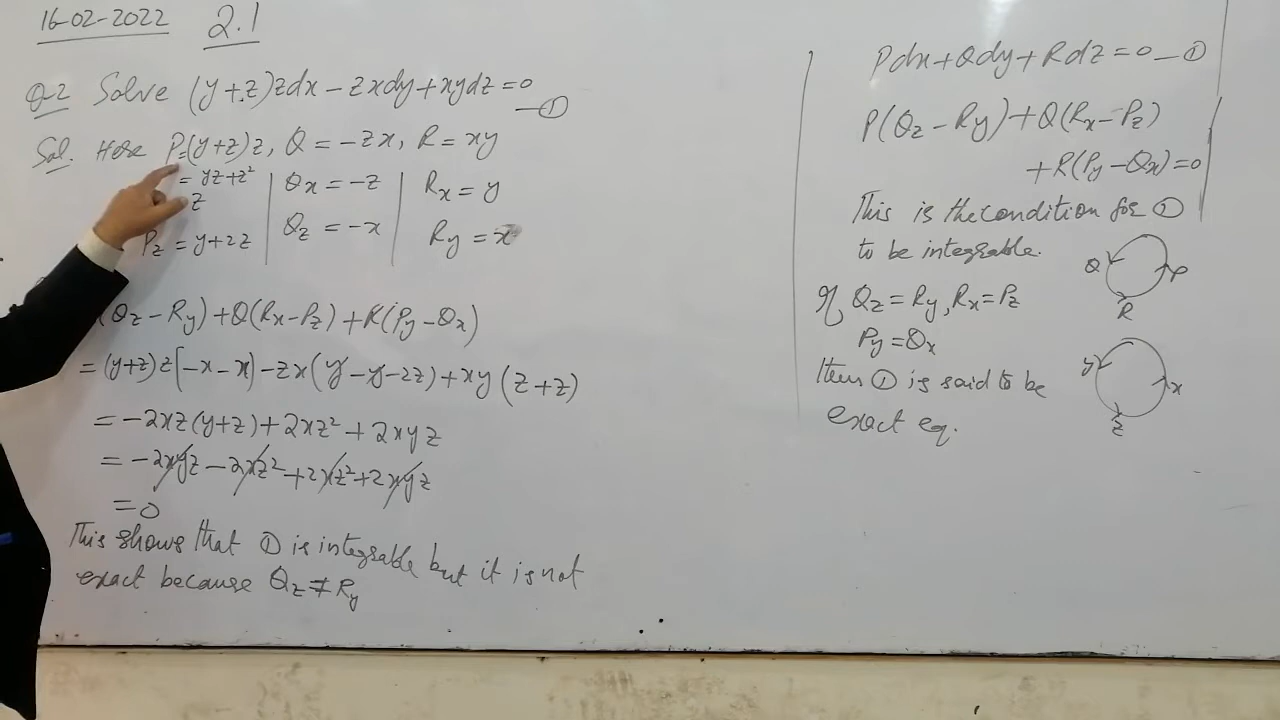 16-02-2022 2.1
Q-2 Solve (y+z)zdx - zxdy + xydz = 0
—①
Sol. Here P=(y+z)z, Q = -zx, R = xy
= yz+z² | Qx = -z | Rx = y
z
Pz = y+2z | Qz = -x | Ry = x
(Qz - Ry) + Q(Rx - Pz) + R(Py - Qx)
= (y+z)z[-x-x] - zx(y-y-2z) + xy(z+z)
= -2xz(y+z) + 2xz² + 2xyz
= -2xyz - 2xz² + 2xz² + 2xyz
= 0
This shows that ① is integrable but it is not
exact because Qz ≠ Ry
Pdx + Qdy + Rdz = 0 —①
P(Qz - Ry) + Q(Rx - Pz)
+ R(Py - Qx) = 0
This is the condition for ①
to be integrable.
Q P
R
If Qz = Ry, Rx = Pz
Py = Qx
then ① is said to be
exact eq.
y x
z